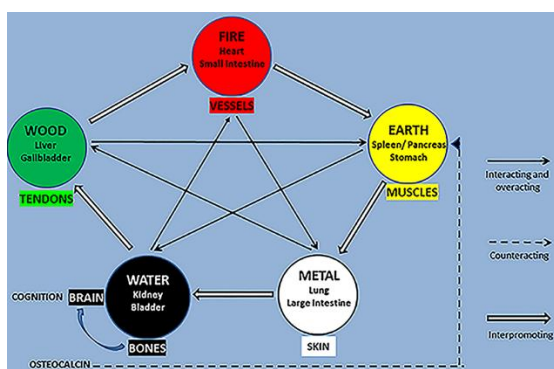 FIRE
Heart
Small Intestine
VESSELS
WOOD
Liver
Gallbladder
TENDONS
EARTH
Spleen/ Pancreas
Stomach
MUSCLES
Interacting and
overacting
Counteracting
WATER
Kidney
Bladder
METAL
Lung
Large Intestine
COGNITION BRAIN
Interpromoting
BONES
SKIN
OSTEOCALCIN